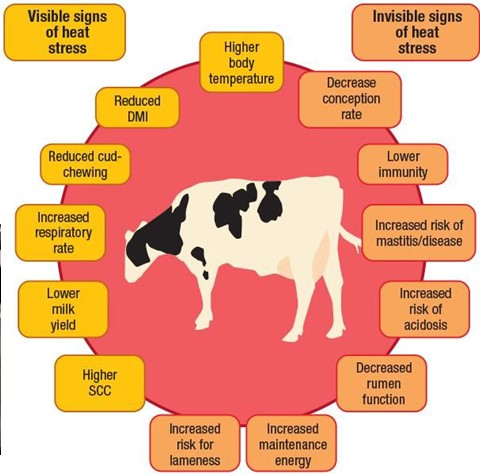 Visible signs
of heat
stress
Invisible signs
of heat
stress
Higher
body
temperature
Reduced
DMI
Decrease
conception
rate
Reduced cud-
chewing
Lower
immunity
Increased
respiratory
rate
Increased risk of
mastitis/disease
Lower
milk
yield
Increased
risk of
acidosis
Higher
SCC
Decreased
rumen
function
Increased
risk for
lameness
Increased
maintenance
energy